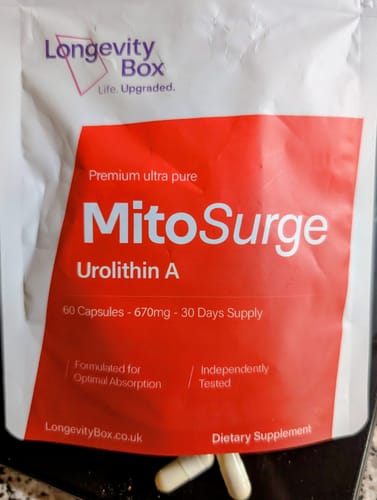 Longevity
Box
Life. Upgraded.
Premium ultra pure
MitoSurge
Urolithin A
60 Capsules - 670mg - 30 Days Supply
Formulated for
Optimal Absorption
Independently
Tested
LongevityBox.co.uk
Dietary Supplement